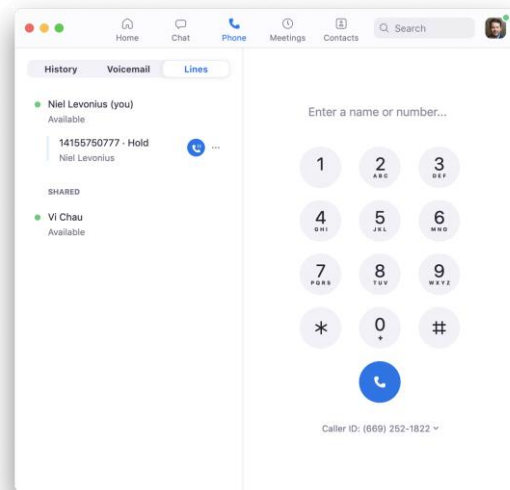 Home Chat Phone Meetings Contacts Search
History Voicemail Lines
Niel Levonius (you)
Available
14155750777 - Hold
Niel Levonius
SHARED
Vi Chau
Available
Enter a name or number...
1 2 3
ABC DEF
4 5 6
GHI JKL MNO
7 8 9
PQRS TUV WXYZ
* 0 #
+
Caller ID: (669) 252-1822